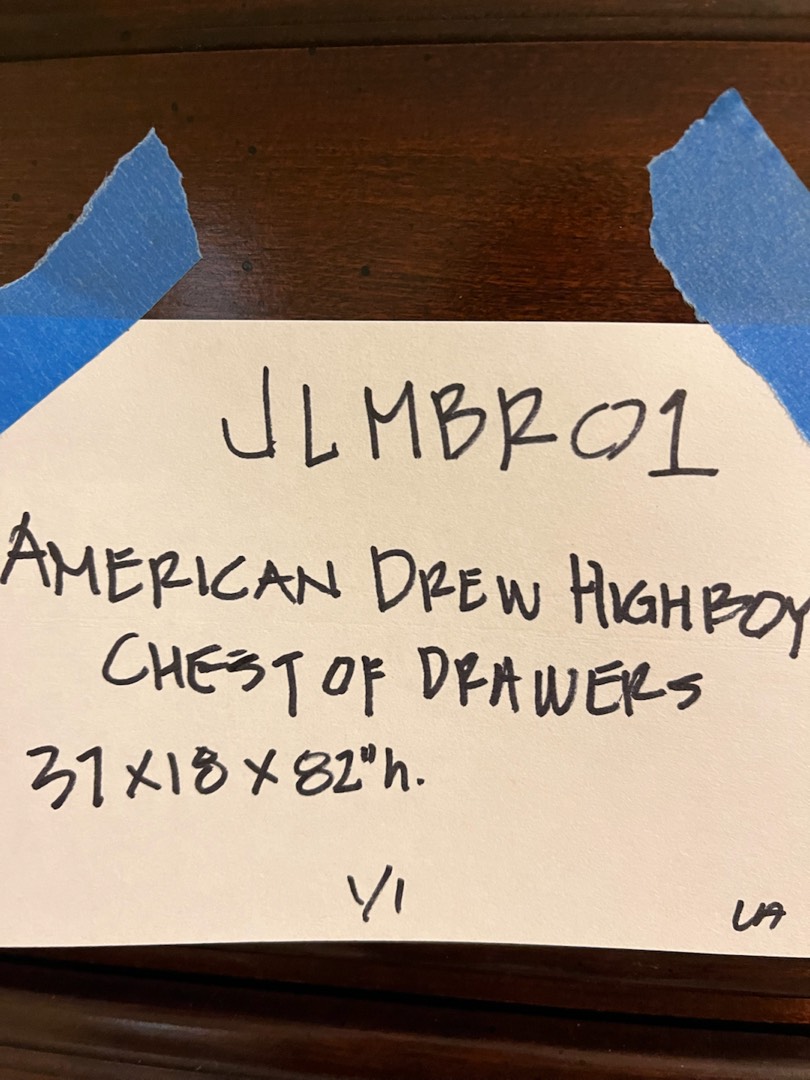 JLMBR01
AMERICAN DREW HIGHBOY
CHEST OF DRAWERS
37 X 18 X 82"h.
1/1
LA